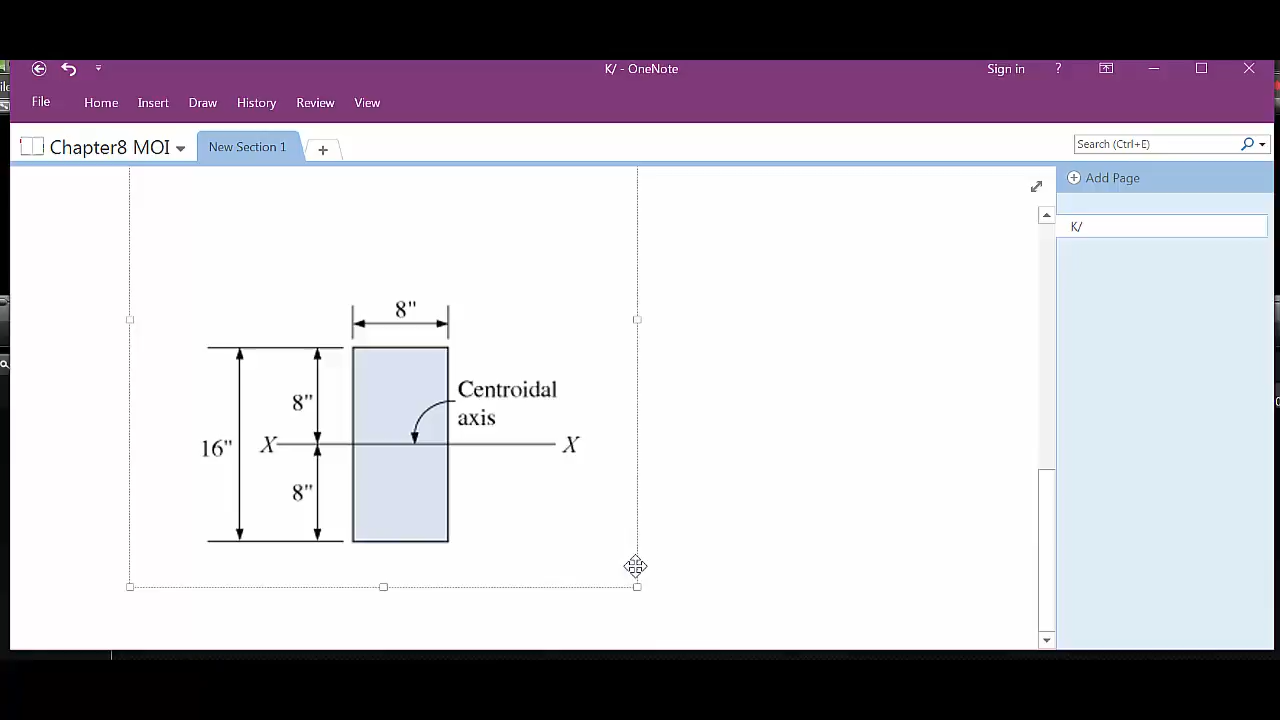 K/ - OneNote
Sign in
?
File
Home
Insert
Draw
History
Review
View
Chapter8 MOI
New Section 1
+
Search (Ctrl+E)
Add Page
K/
8"
8"
Centroidal
axis
16"
X
X
8"